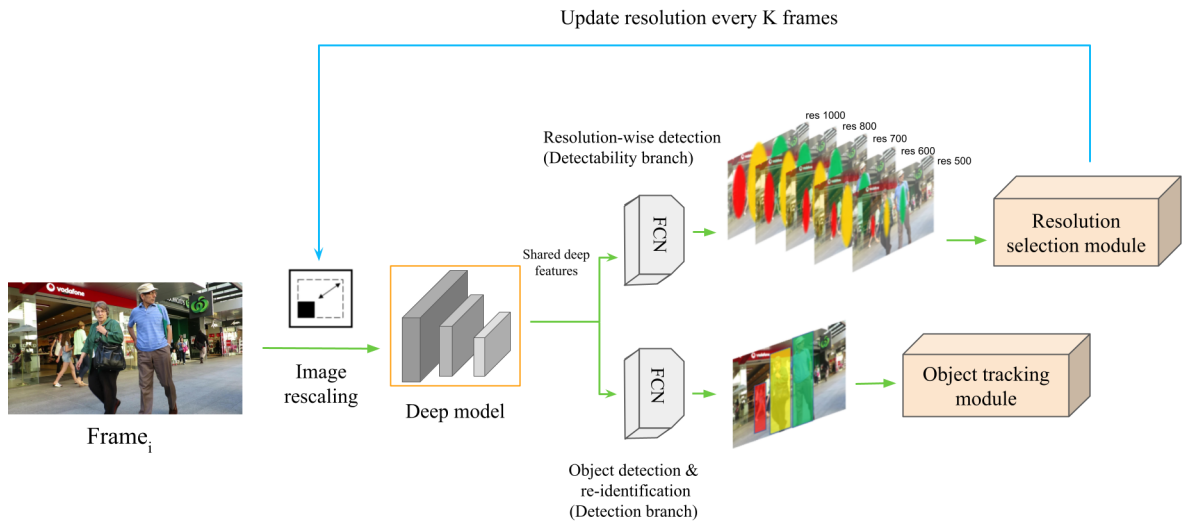 Update resolution every K frames
Resolution-wise detection
(Detectability branch)
res 1000
res 800
res 700
res 600
res 500
FCN
Resolution
selection module
Shared deep
features
vodafone
Image
rescaling
Deep model
Frame_i
FCN
Object tracking
module
Object detection &
re-identification
(Detection branch)